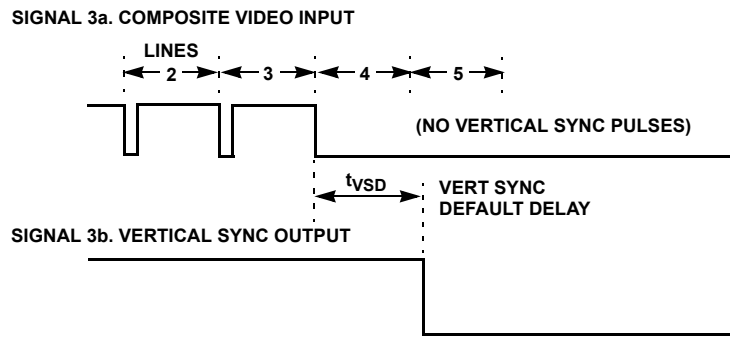 SIGNAL 3a. COMPOSITE VIDEO INPUT
LINES
2 3 4 5
(NO VERTICAL SYNC PULSES)
tVSD
VERT SYNC
DEFAULT DELAY
SIGNAL 3b. VERTICAL SYNC OUTPUT